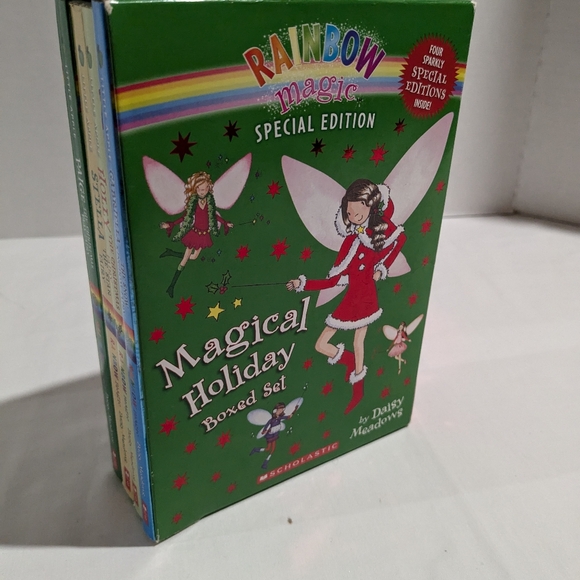 RAINBOW
magic
SPECIAL EDITION
FOUR
SPARKLY
SPECIAL
EDITIONS
INSIDE!
Magical
Holiday
Boxed Set
by Daisy
Meadows
SCHOLASTIC